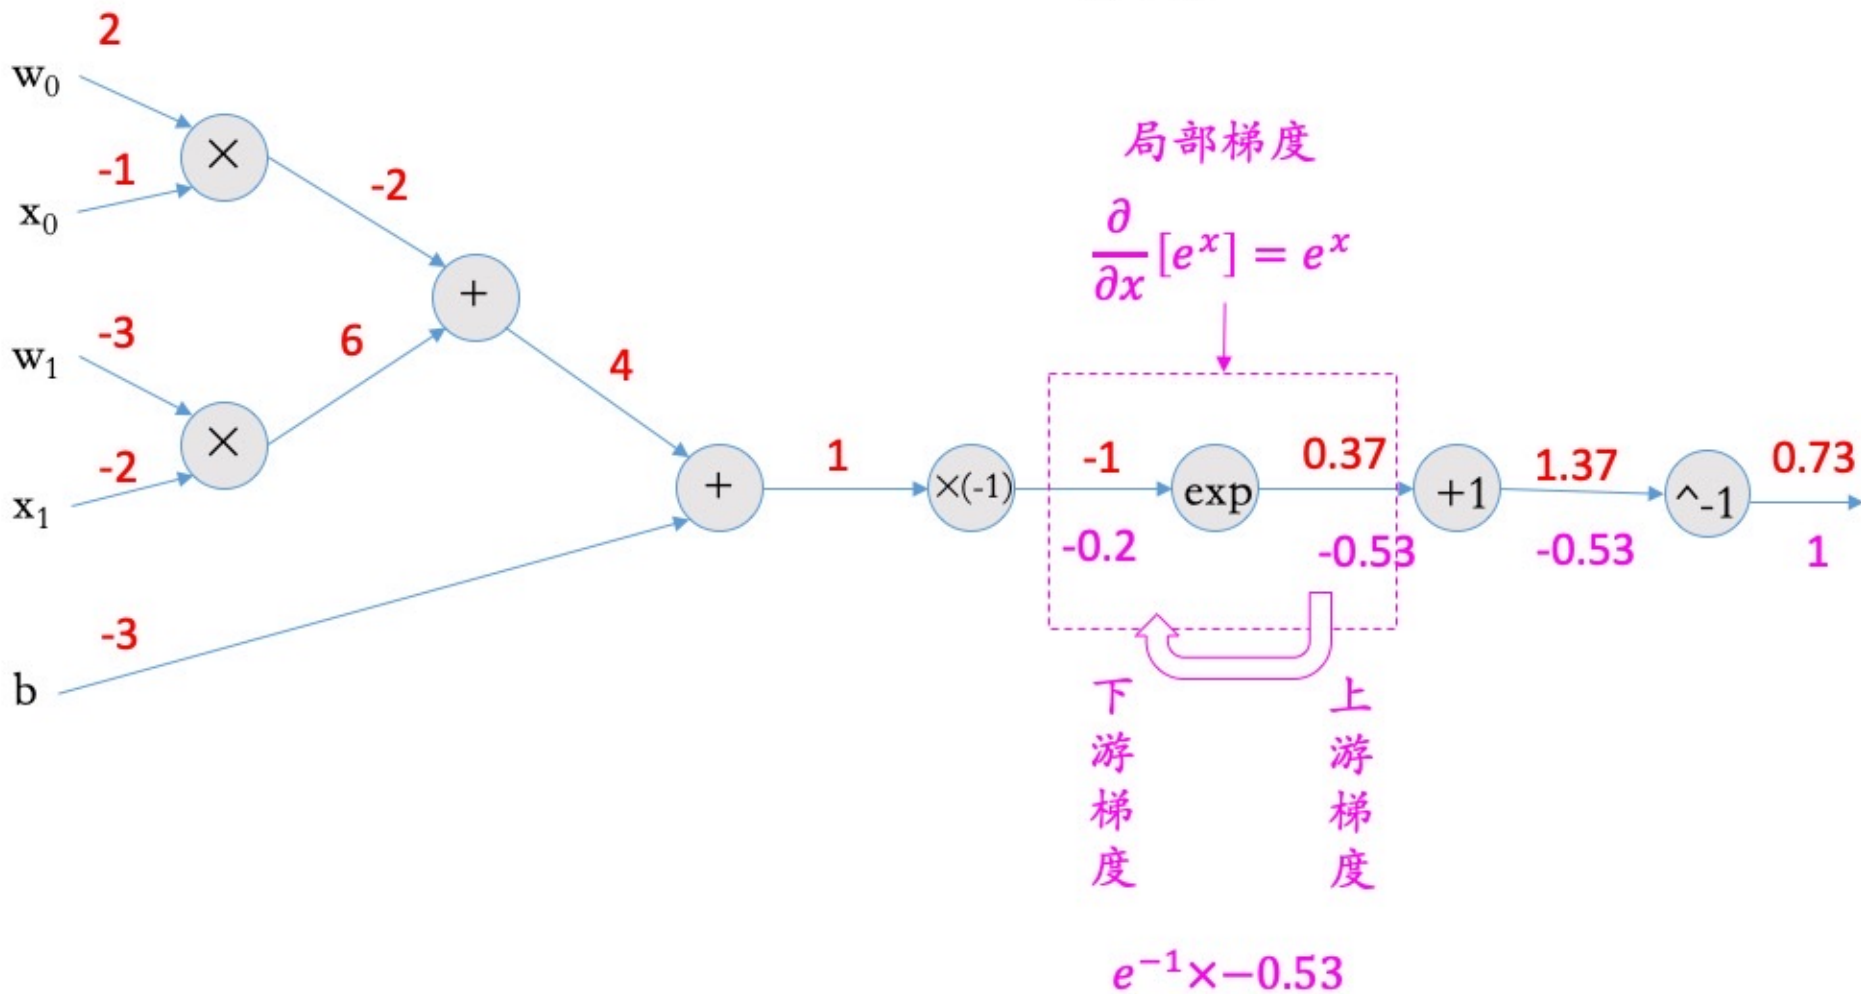 2
w₀
×
-1
x₀
-2
+
w₁
-3
6
×
-2
x₁
4
+
-3
b
1
×(-1)
局部梯度
∂/∂x [eˣ] = eˣ
-1
exp
0.37
+1
1.37
^-1
0.73
-0.2
-0.53
-0.53
1
下游梯度
上游梯度
e⁻¹×−0.53